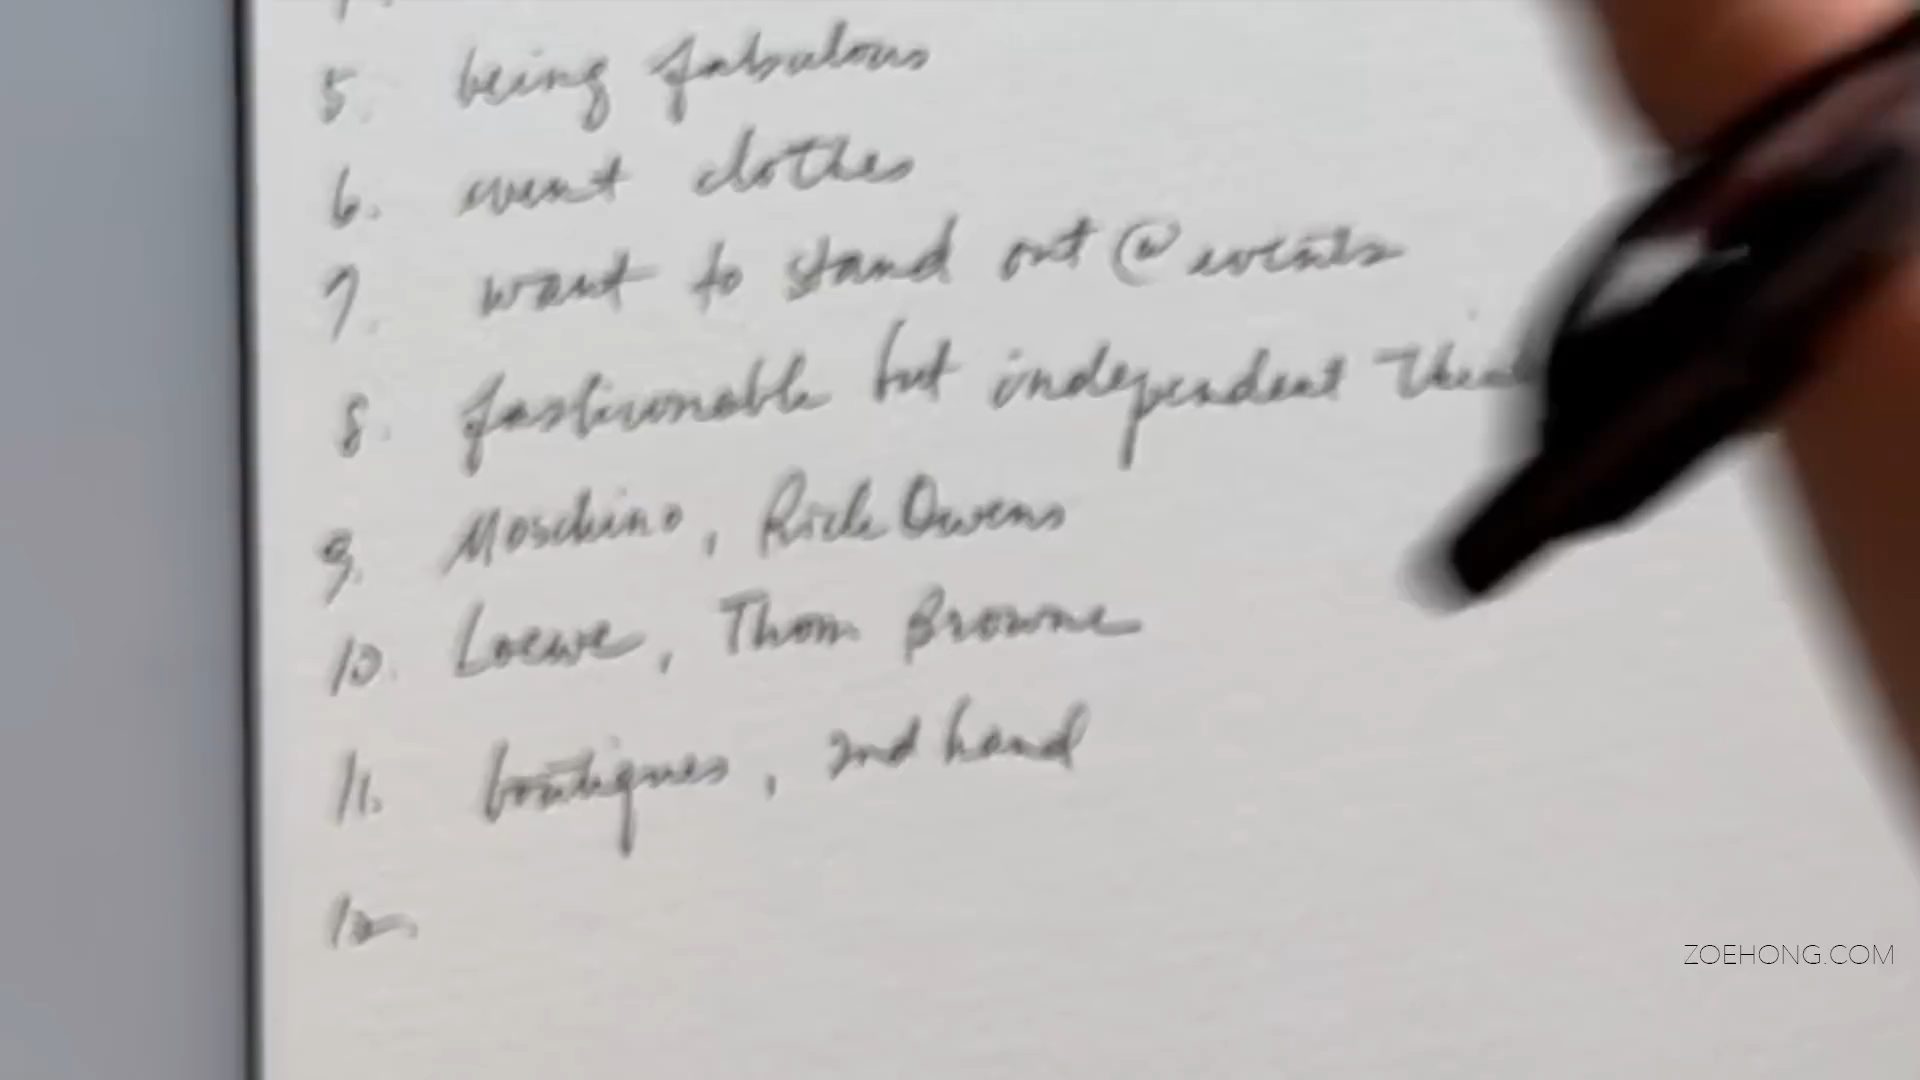 5. being fabulous
6. event clothes
7. want to stand out @ events
8. fashionable but independent
9. Moschino, Rick Owens
10. Loewe, Thom Browne
11. boutiques, 2nd hand
12.
ZOEHONG.COM